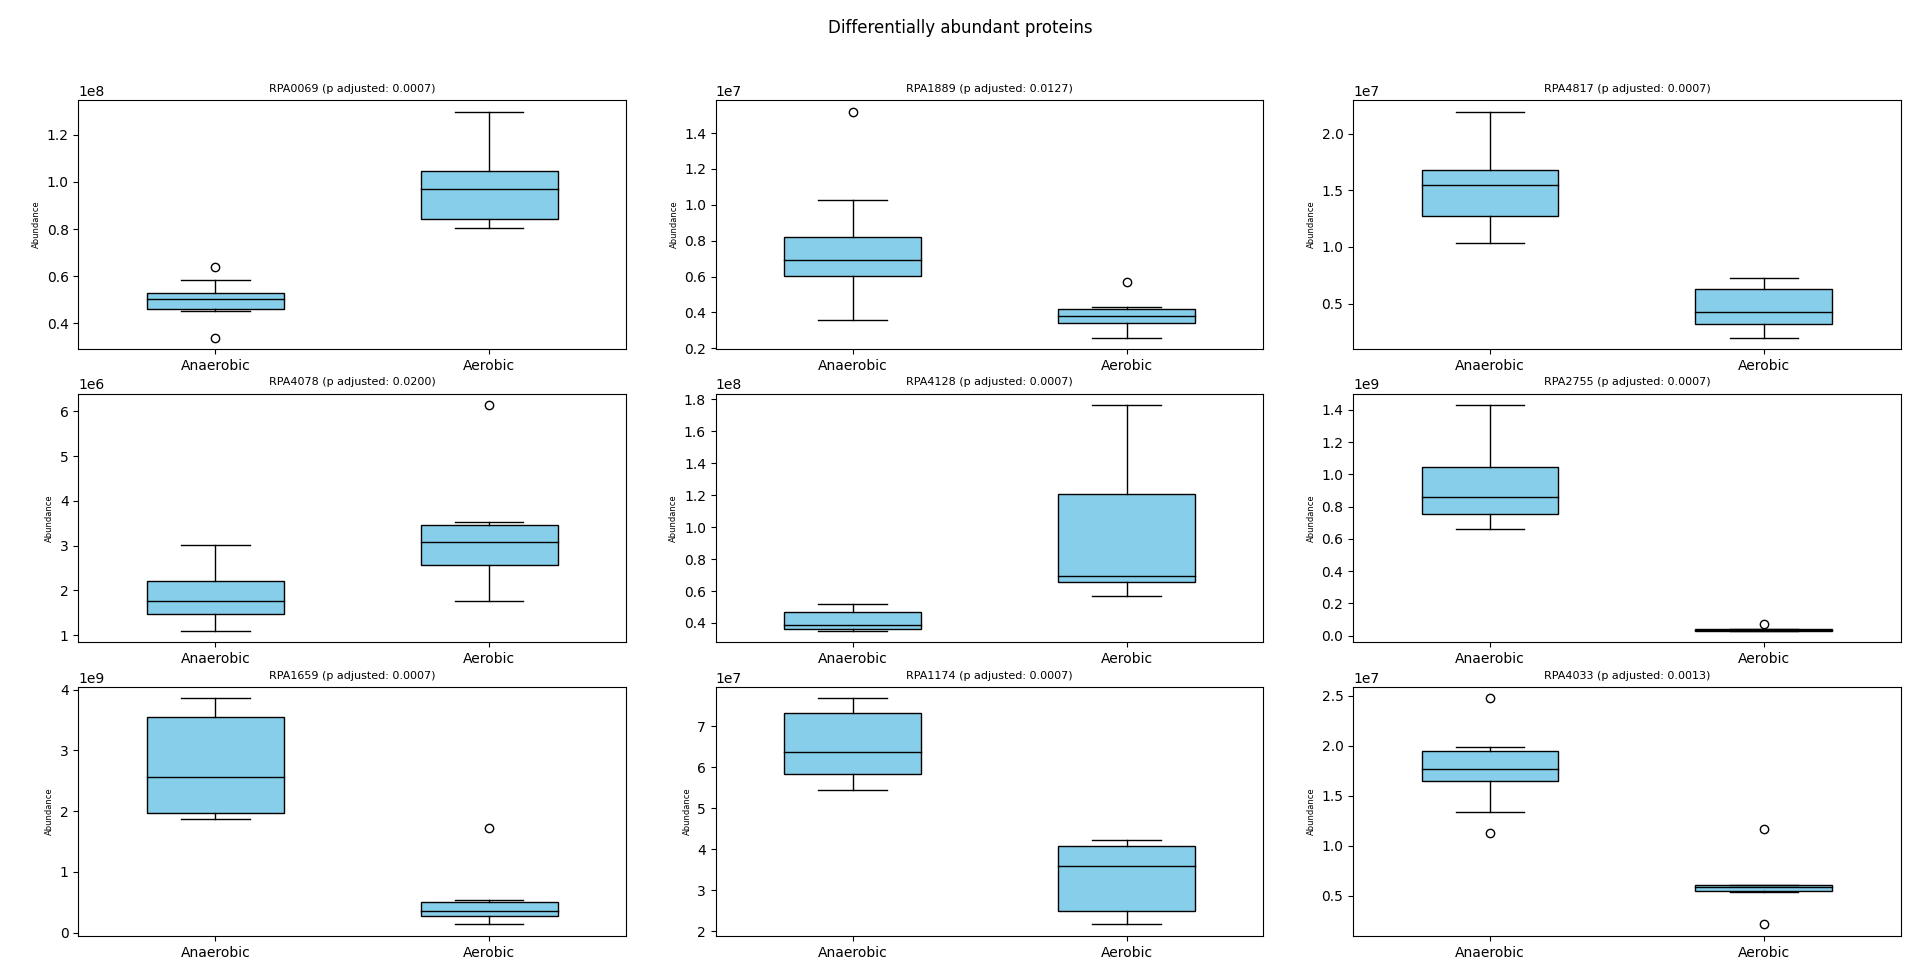 Differentially abundant proteins
RPA0069 (p adjusted: 0.0007)
1e8
Abundance
1.2
1.0
0.8
0.6
0.4
Anaerobic Aerobic
RPA1889 (p adjusted: 0.0127)
1e7
Abundance
1.4
1.2
1.0
0.8
0.6
0.4
0.2
Anaerobic Aerobic
RPA4817 (p adjusted: 0.0007)
1e7
Abundance
2.0
1.5
1.0
0.5
Anaerobic Aerobic
RPA4078 (p adjusted: 0.0200)
1e6
Abundance
6
5
4
3
2
1
Anaerobic Aerobic
RPA4128 (p adjusted: 0.0007)
1e8
Abundance
1.8
1.6
1.4
1.2
1.0
0.8
0.6
0.4
Anaerobic Aerobic
RPA2755 (p adjusted: 0.0007)
1e9
Abundance
1.4
1.2
1.0
0.8
0.6
0.4
0.2
0.0
Anaerobic Aerobic
RPA1659 (p adjusted: 0.0007)
1e9
Abundance
4
3
2
1
0
Anaerobic Aerobic
RPA1174 (p adjusted: 0.0007)
1e7
Abundance
7
6
5
4
3
2
Anaerobic Aerobic
RPA4033 (p adjusted: 0.0013)
1e7
Abundance
2.5
2.0
1.5
1.0
0.5
Anaerobic Aerobic